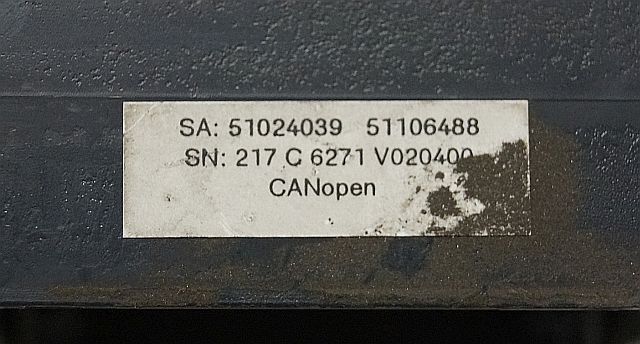 SA: 51024039 51106488
SN: 217 C 6271 V020400
CANopen